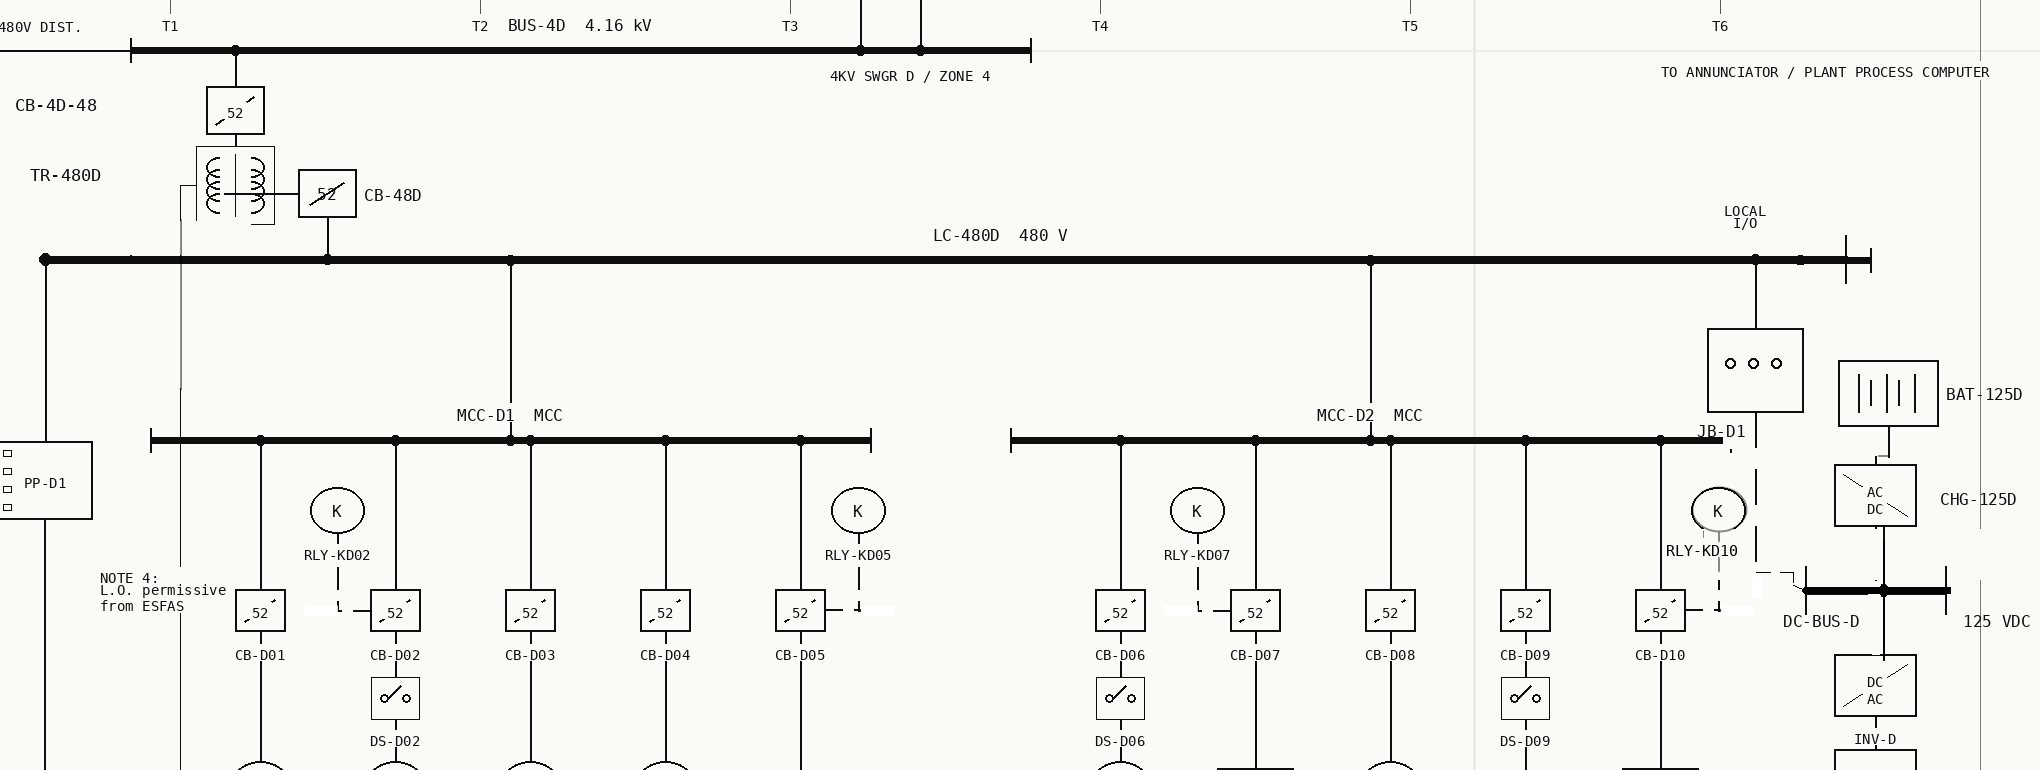 480V DIST.
T1
T2
BUS-4D  4.16 kV
T3
T4
T5
T6
4KV SWGR D / ZONE 4
TO ANNUNCIATOR / PLANT PROCESS COMPUTER
CB-4D-48
52
TR-480D
52
CB-48D
LOCAL
I/O
LC-480D  480 V
BAT-125D
MCC-D1  MCC
MCC-D2  MCC
JB-D1
PP-D1
K
K
K
K
AC
DC
CHG-125D
RLY-KD02
RLY-KD05
RLY-KD07
RLY-KD10
NOTE 4:
L.O. permissive
from ESFAS
52
52
52
52
52
52
52
52
52
52
DC-BUS-D
125 VDC
CB-D01
CB-D02
CB-D03
CB-D04
CB-D05
CB-D06
CB-D07
CB-D08
CB-D09
CB-D10
DC
AC
DS-D02
DS-D06
DS-D09
INV-D